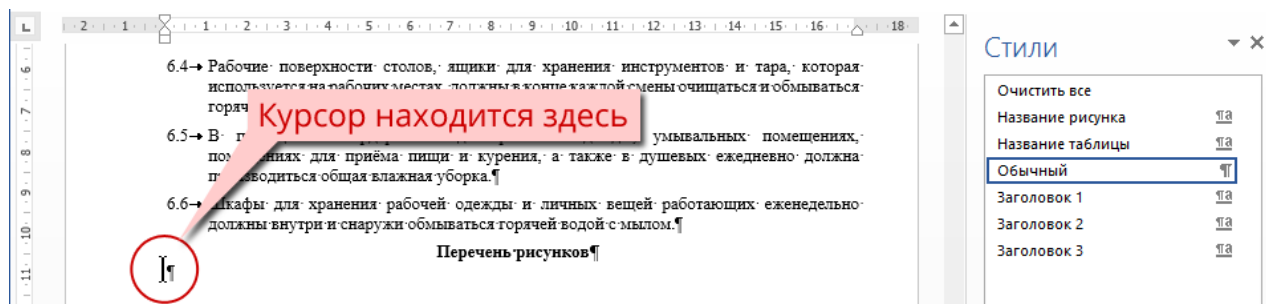 2 1 1 2 3 4 5 6 7 8 9 10 11 12 13 14 15 16 18
Стили
6.4→ Рабочие поверхности столов, ящики для хранения инструментов и тара, которая
используется на рабочих местах, должны в конце каждой смены очищаться и обмываться
горяч
Курсор находится здесь
6.5→ В умывальных помещениях,
помещениях для приёма пищи и курения, а также в душевых ежедневно должна
производиться общая влажная уборка.¶
6.6→ Шкафы для хранения рабочей одежды и личных вещей работающих еженедельно
должны внутри и снаружи обмываться горячей водой с мылом.¶
Перечень рисунков¶
¶
Очистить все
Название рисунка ¶a
Название таблицы ¶a
Обычный ¶
Заголовок 1 ¶a
Заголовок 2 ¶a
Заголовок 3 ¶a
6 7 8 9 10 11